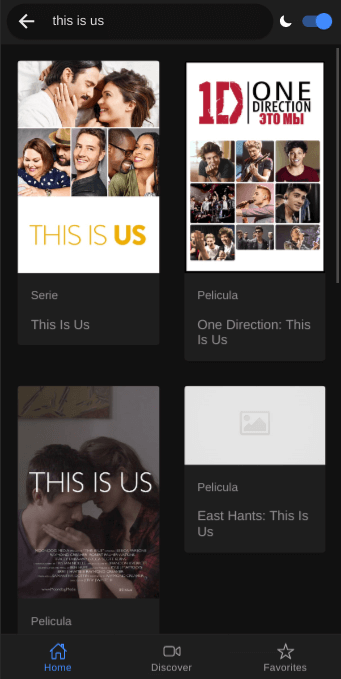 this is us
THIS IS US
Serie
This Is Us
1D ONE
DIRECTION
ЭТО МЫ
Pelicula
One Direction: This
Is Us
THIS IS US
Pelicula
Pelicula
East Hants: This Is
Us
Home
Discover
Favorites